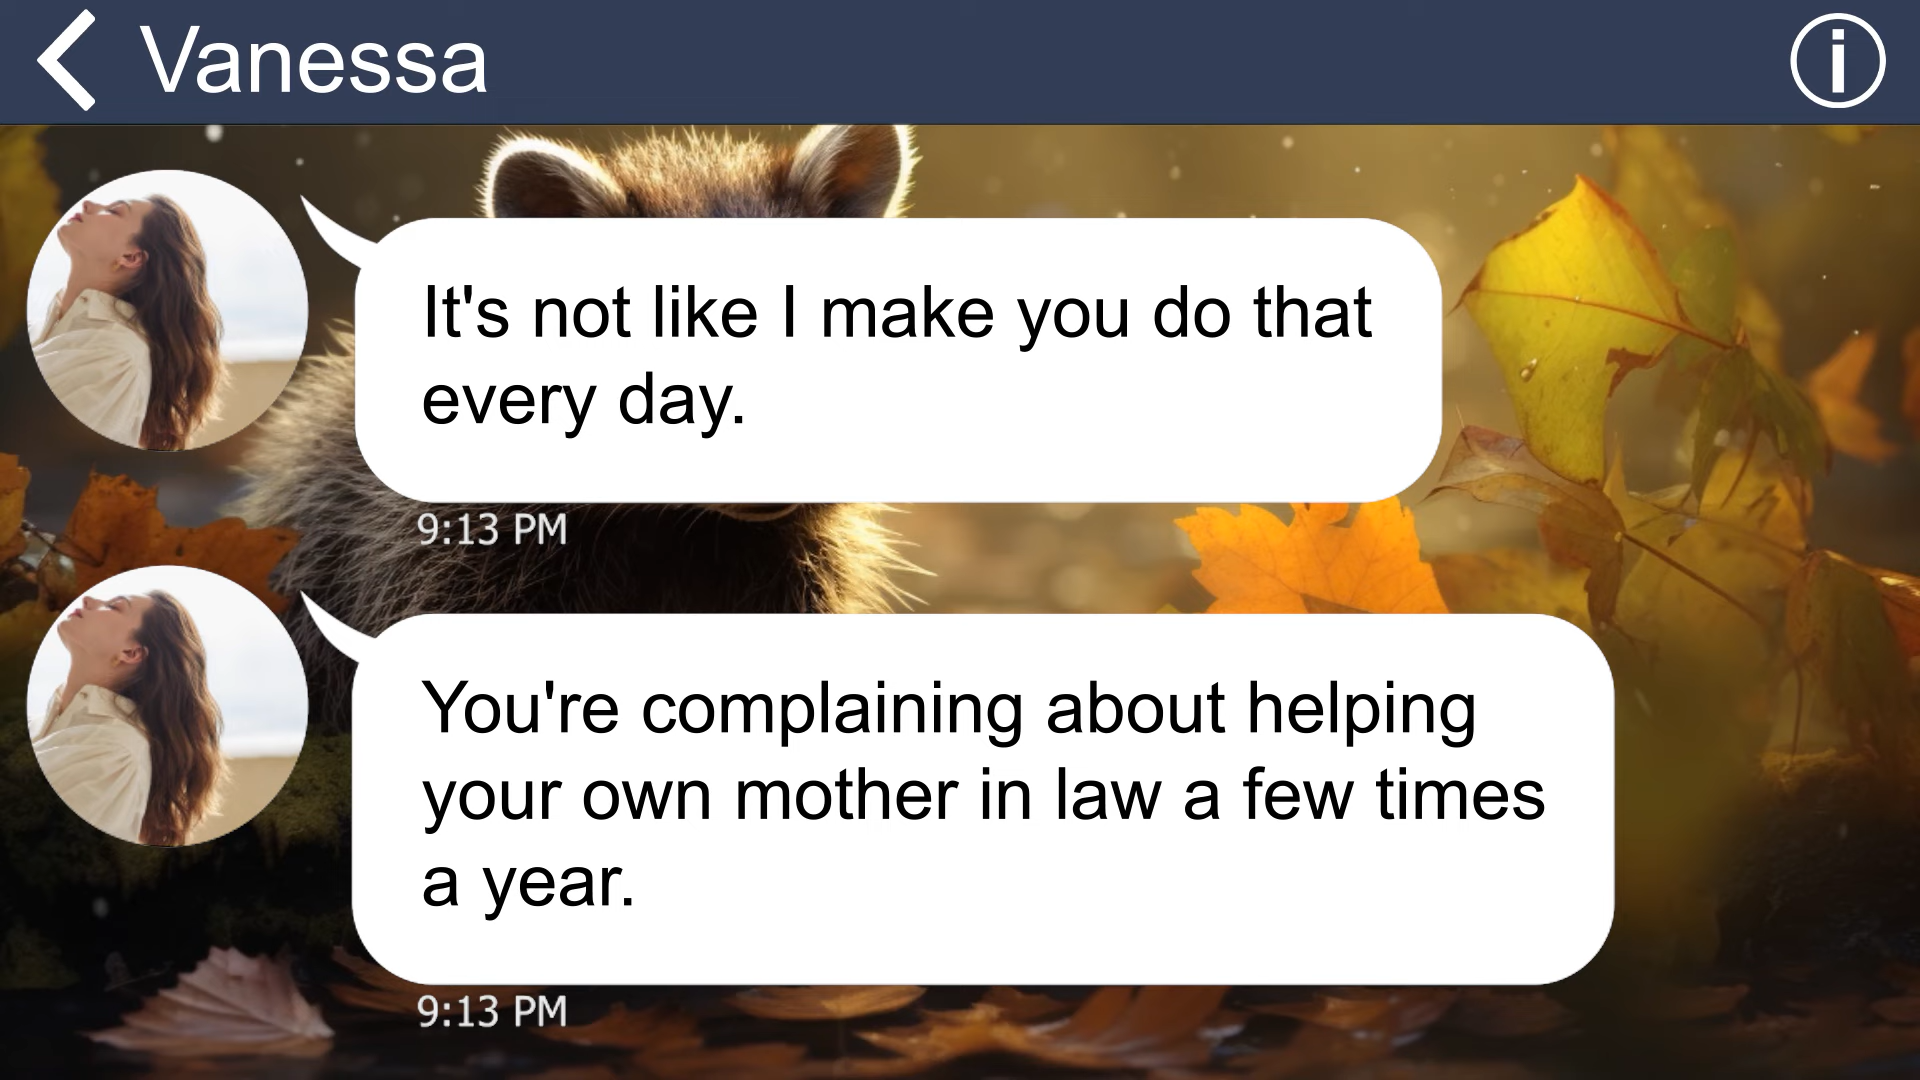 Vanessa
It's not like I make you do that
every day.
9:13 PM
You're complaining about helping
your own mother in law a few times
a year.
9:13 PM